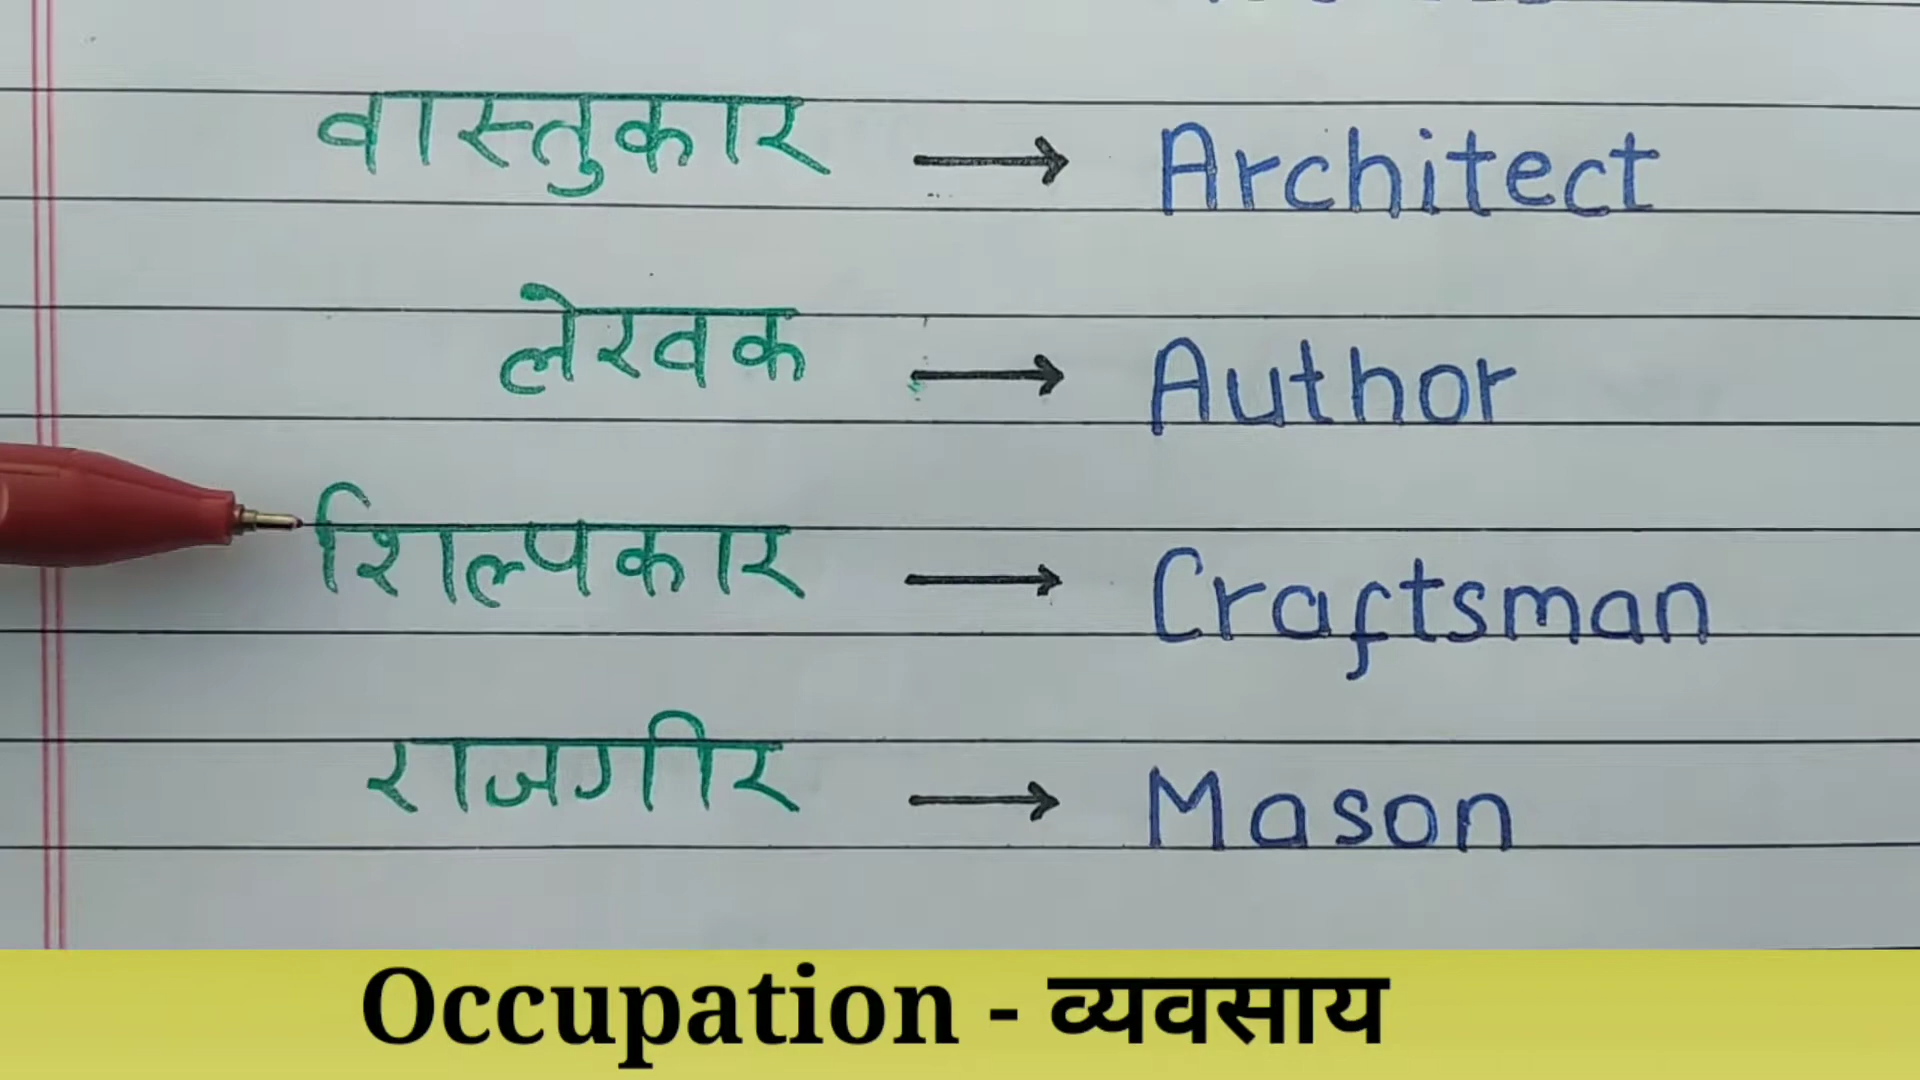 वास्तुकार → Architect
लेखक → Author
शिल्पकार → Craftsman
राजगीर → Mason
Occupation - व्यवसाय